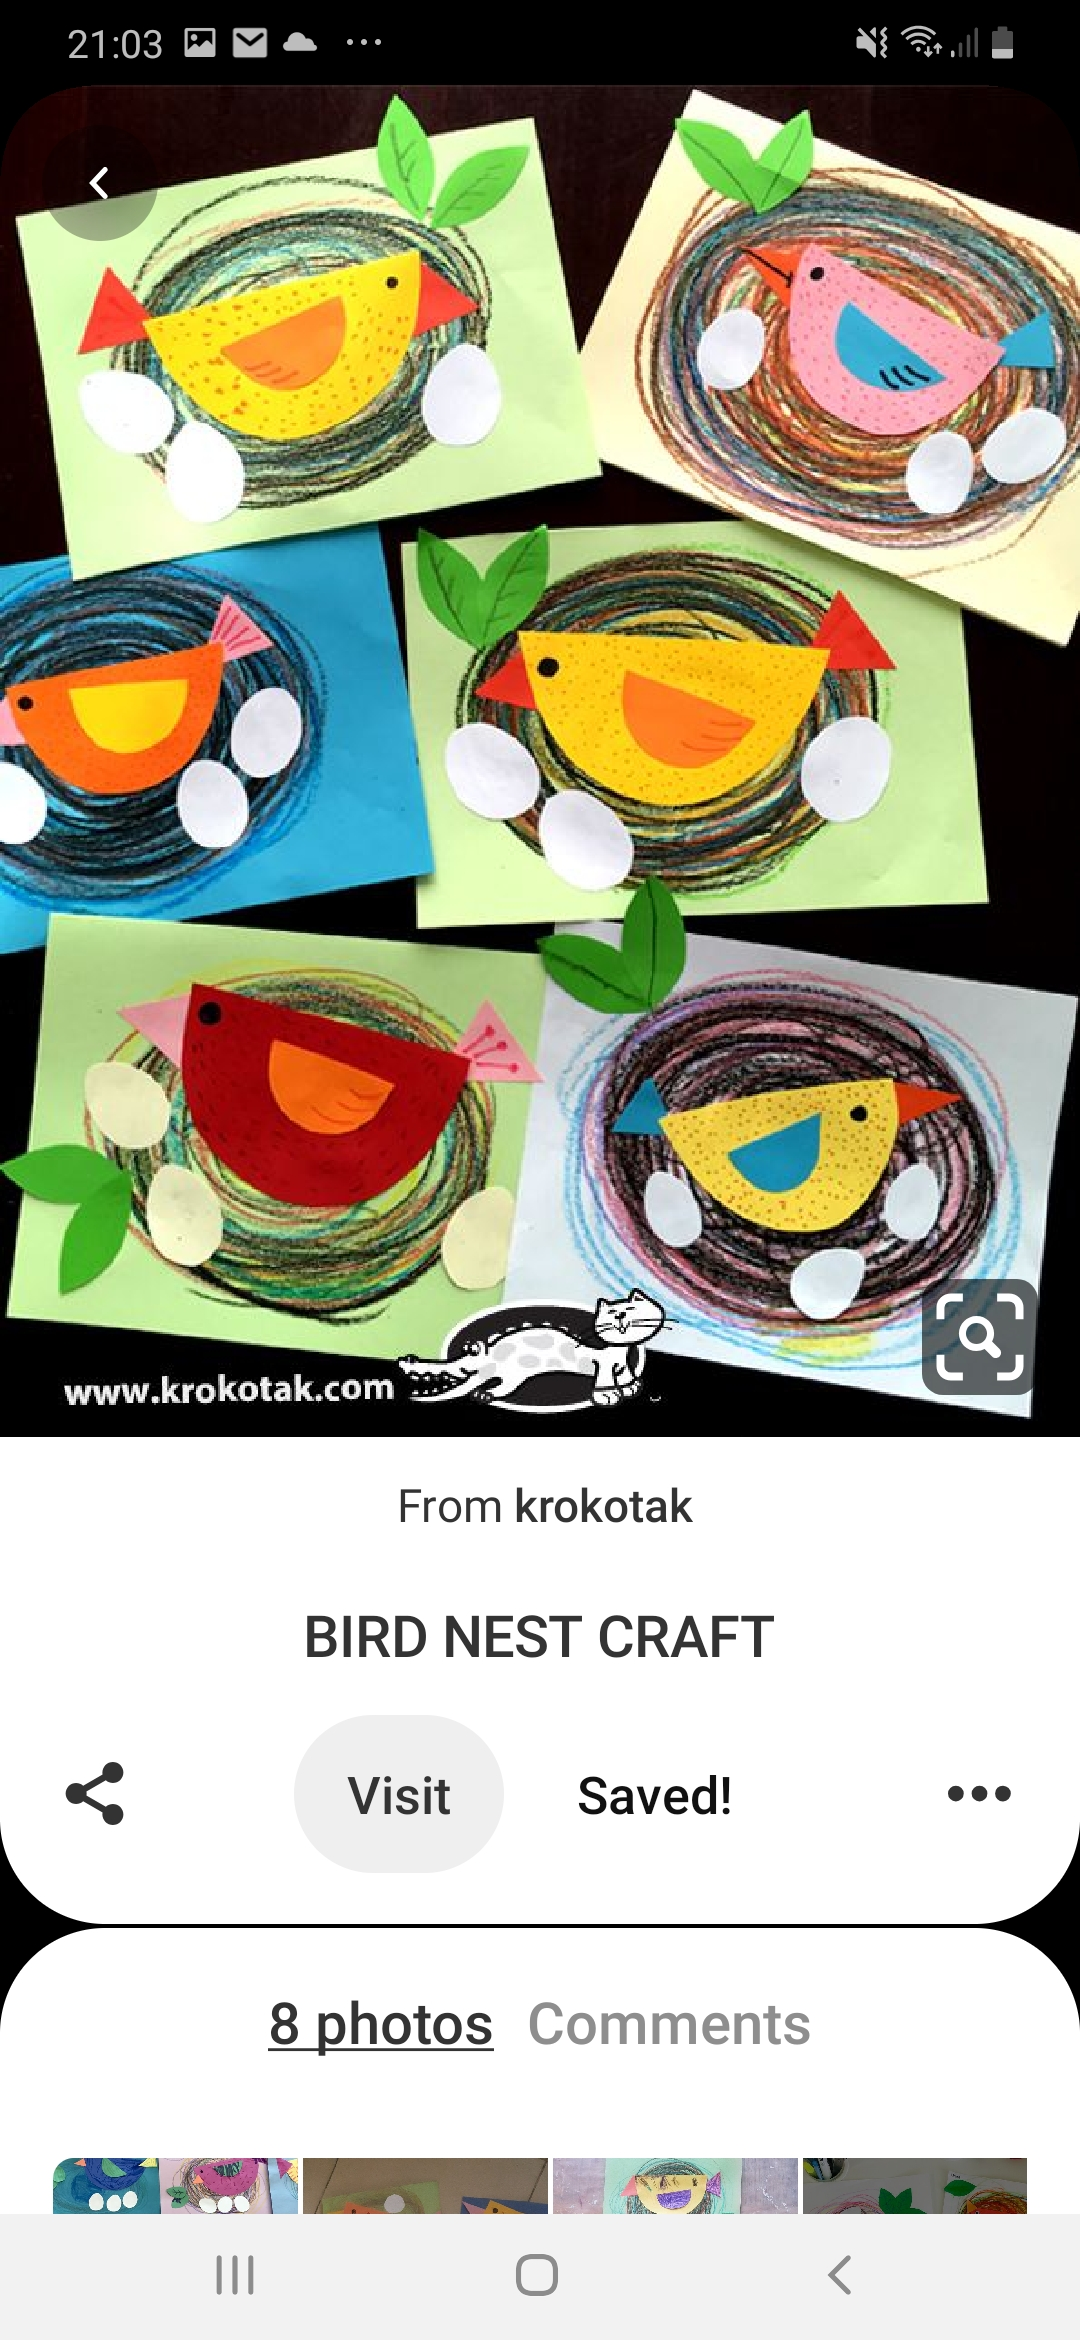 21:03
www.krokotak.com
From krokotak
BIRD NEST CRAFT
Visit
Saved!
8 photos
Comments